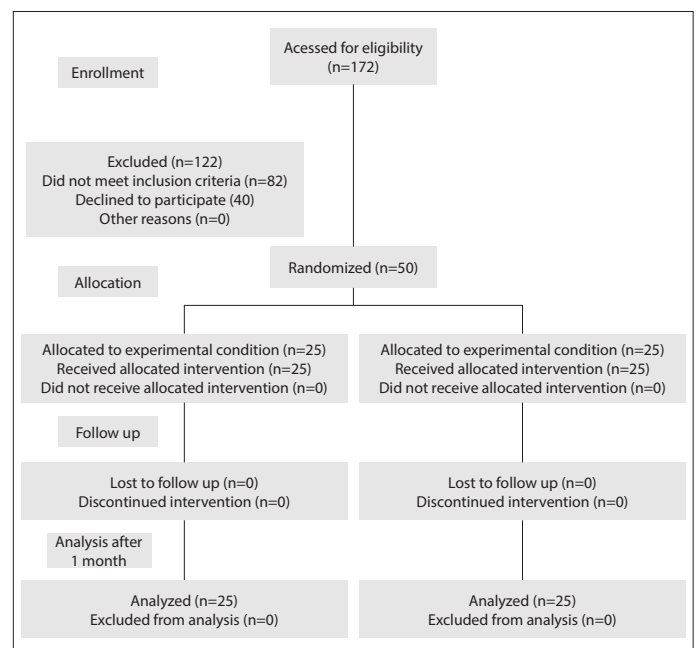 Acessed for eligibility
(n=172)
Enrollment
Excluded (n=122)
Did not meet inclusion criteria (n=82)
Declined to participate (40)
Other reasons (n=0)
Randomized (n=50)
Allocation
Allocated to experimental condition (n=25)
Received allocated intervention (n=25)
Did not receive allocated intervention (n=0)
Allocated to experimental condition (n=25)
Received allocated intervention (n=25)
Did not receive allocated intervention (n=0)
Follow up
Lost to follow up (n=0)
Discontinued intervention (n=0)
Lost to follow up (n=0)
Discontinued intervention (n=0)
Analysis after
1 month
Analyzed (n=25)
Excluded from analysis (n=0)
Analyzed (n=25)
Excluded from analysis (n=0)